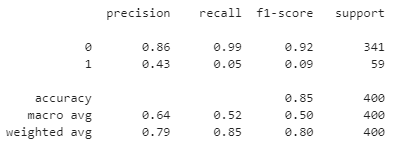 precision recall f1-score support
0 0.86 0.99 0.92 341
1 0.43 0.05 0.09 59
accuracy 0.85 400
macro avg 0.64 0.52 0.50 400
weighted avg 0.79 0.85 0.80 400